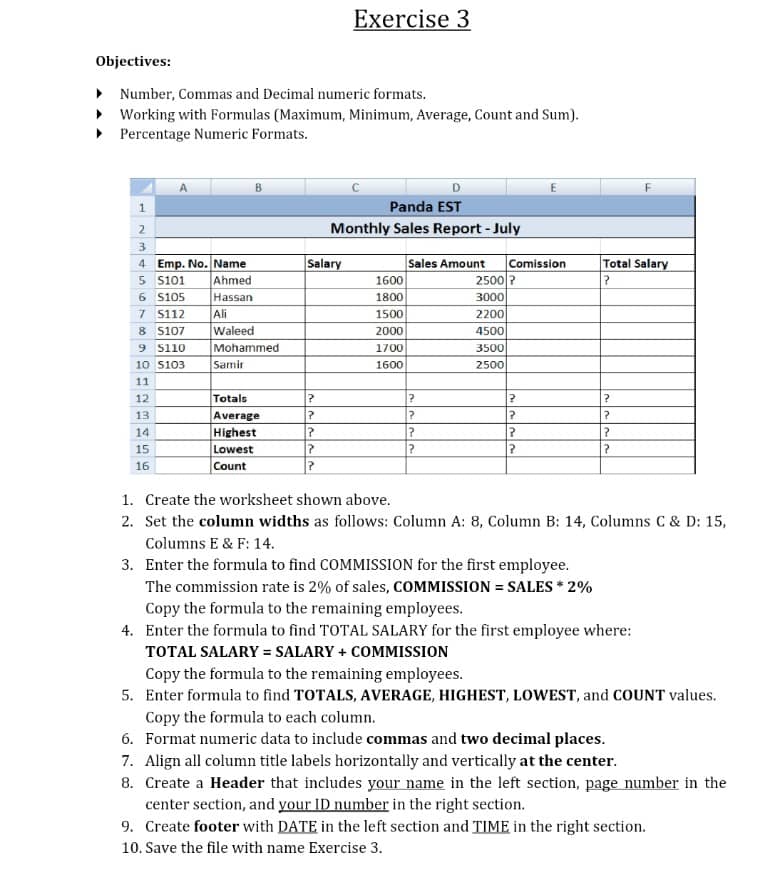 Exercise 3
Objectives:
Number, Commas and Decimal numeric formats.
Working with Formulas (Maximum, Minimum, Average, Count and Sum).
Percentage Numeric Formats.
A B C D E F
1 Panda EST
2 Monthly Sales Report - July
3
4 Emp. No. Name Salary Sales Amount Comission Total Salary
5 S101 Ahmed 1600 2500 ? ?
6 S105 Hassan 1800 3000
7 S112 Ali 1500 2200
8 S107 Waleed 2000 4500
9 S110 Mohammed 1700 3500
10 S103 Samir 1600 2500
11
12 Totals ? ? ? ?
13 Average ? ? ? ?
14 Highest ? ? ? ?
15 Lowest ? ? ? ?
16 Count ?
1. Create the worksheet shown above.
2. Set the column widths as follows: Column A: 8, Column B: 14, Columns C & D: 15,
Columns E & F: 14.
3. Enter the formula to find COMMISSION for the first employee.
The commission rate is 2% of sales, COMMISSION = SALES * 2%
Copy the formula to the remaining employees.
4. Enter the formula to find TOTAL SALARY for the first employee where:
TOTAL SALARY = SALARY + COMMISSION
Copy the formula to the remaining employees.
5. Enter formula to find TOTALS, AVERAGE, HIGHEST, LOWEST, and COUNT values.
Copy the formula to each column.
6. Format numeric data to include commas and two decimal places.
7. Align all column title labels horizontally and vertically at the center.
8. Create a Header that includes your name in the left section, page number in the
center section, and your ID number in the right section.
9. Create footer with DATE in the left section and TIME in the right section.
10. Save the file with name Exercise 3.